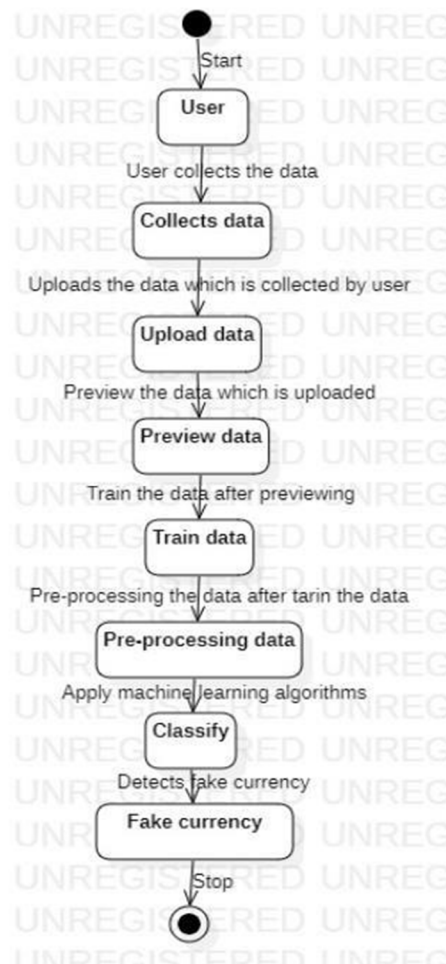 Start
User
User collects the data
Collects data
Uploads the data which is collected by user
Upload data
Preview the data which is uploaded
Preview data
Train the data after previewing
Train data
Pre-processing the data after tarin the data
Pre-processing data
Apply machine learning algorithms
Classify
Detects fake currency
Fake currency
Stop